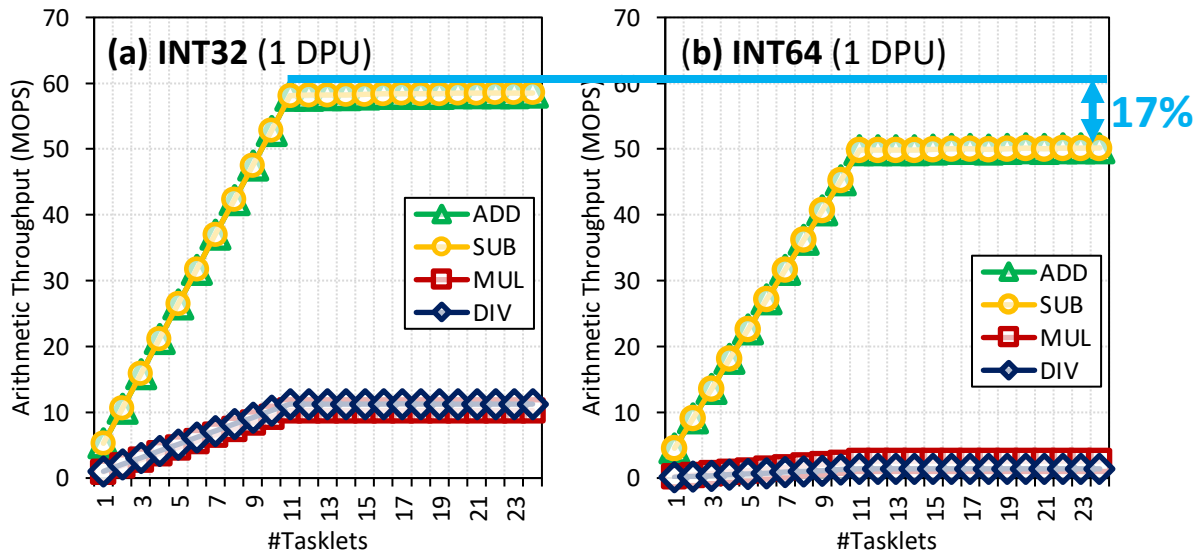 (a) INT32 (1 DPU)
Arithmetic Throughput (MOPS)
70
60
50
40
30
20
10
0
ADD
SUB
MUL
DIV
1 3 5 7 9 11 13 15 17 19 21 23
#Tasklets
(b) INT64 (1 DPU)
17%
Arithmetic Throughput (MOPS)
70
60
50
40
30
20
10
0
ADD
SUB
MUL
DIV
1 3 5 7 9 11 13 15 17 19 21 23
#Tasklets